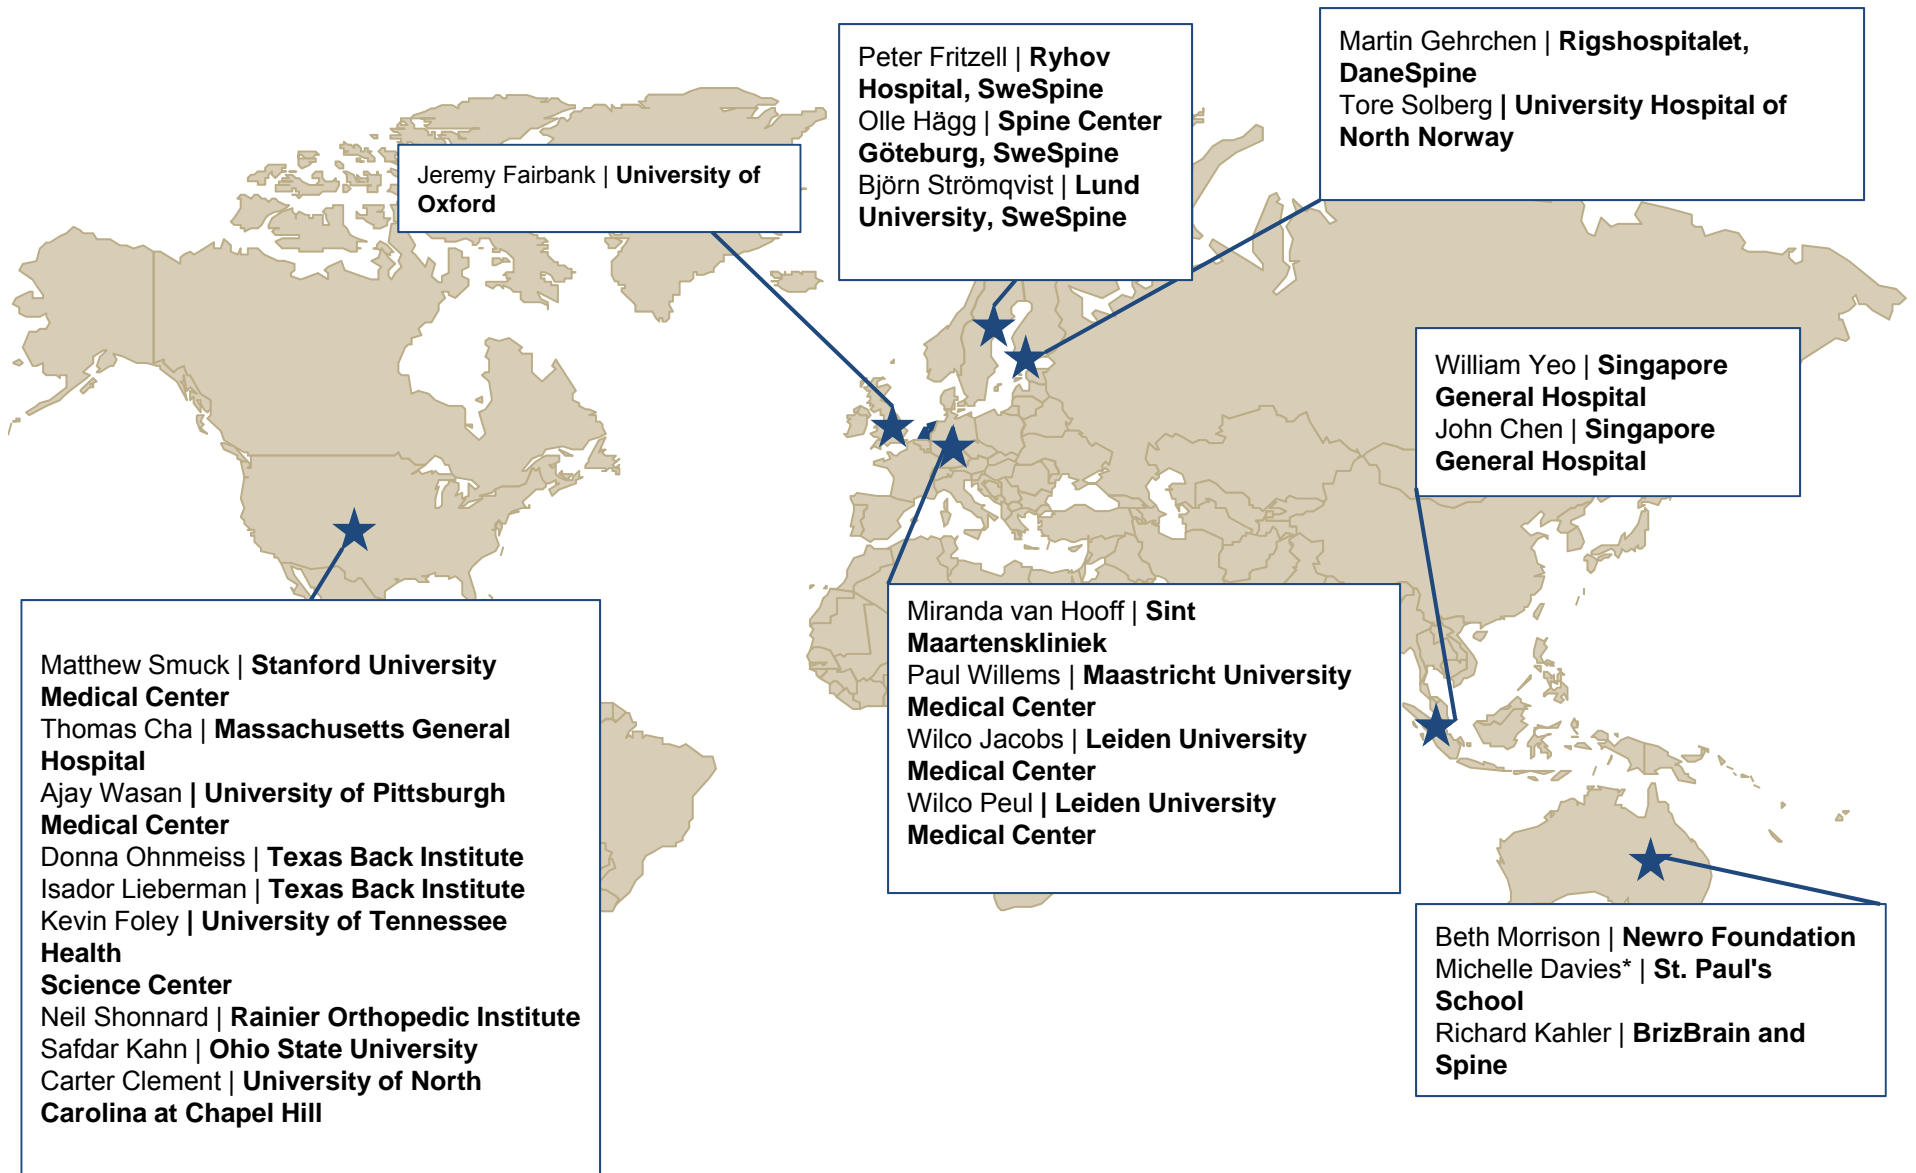 Peter Fritzell | Ryhov
Hospital, SweSpine
Olle Hägg | Spine Center
Göteburg, SweSpine
Björn Strömqvist | Lund
University, SweSpine
Martin Gehrchen | Rigshospitalet,
DaneSpine
Tore Solberg | University Hospital of
North Norway
Jeremy Fairbank | University of
Oxford
William Yeo | Singapore
General Hospital
John Chen | Singapore
General Hospital
Miranda van Hooff | Sint
Maartenskliniek
Paul Willems | Maastricht University
Medical Center
Wilco Jacobs | Leiden University
Medical Center
Wilco Peul | Leiden University
Medical Center
Matthew Smuck | Stanford University
Medical Center
Thomas Cha | Massachusetts General
Hospital
Ajay Wasan | University of Pittsburgh
Medical Center
Donna Ohnmeiss | Texas Back Institute
Isador Lieberman | Texas Back Institute
Kevin Foley | University of Tennessee
Health
Science Center
Neil Shonnard | Rainier Orthopedic Institute
Safdar Kahn | Ohio State University
Carter Clement | University of North
Carolina at Chapel Hill
Beth Morrison | Newro Foundation
Michelle Davies* | St. Paul's
School
Richard Kahler | BrizBrain and
Spine